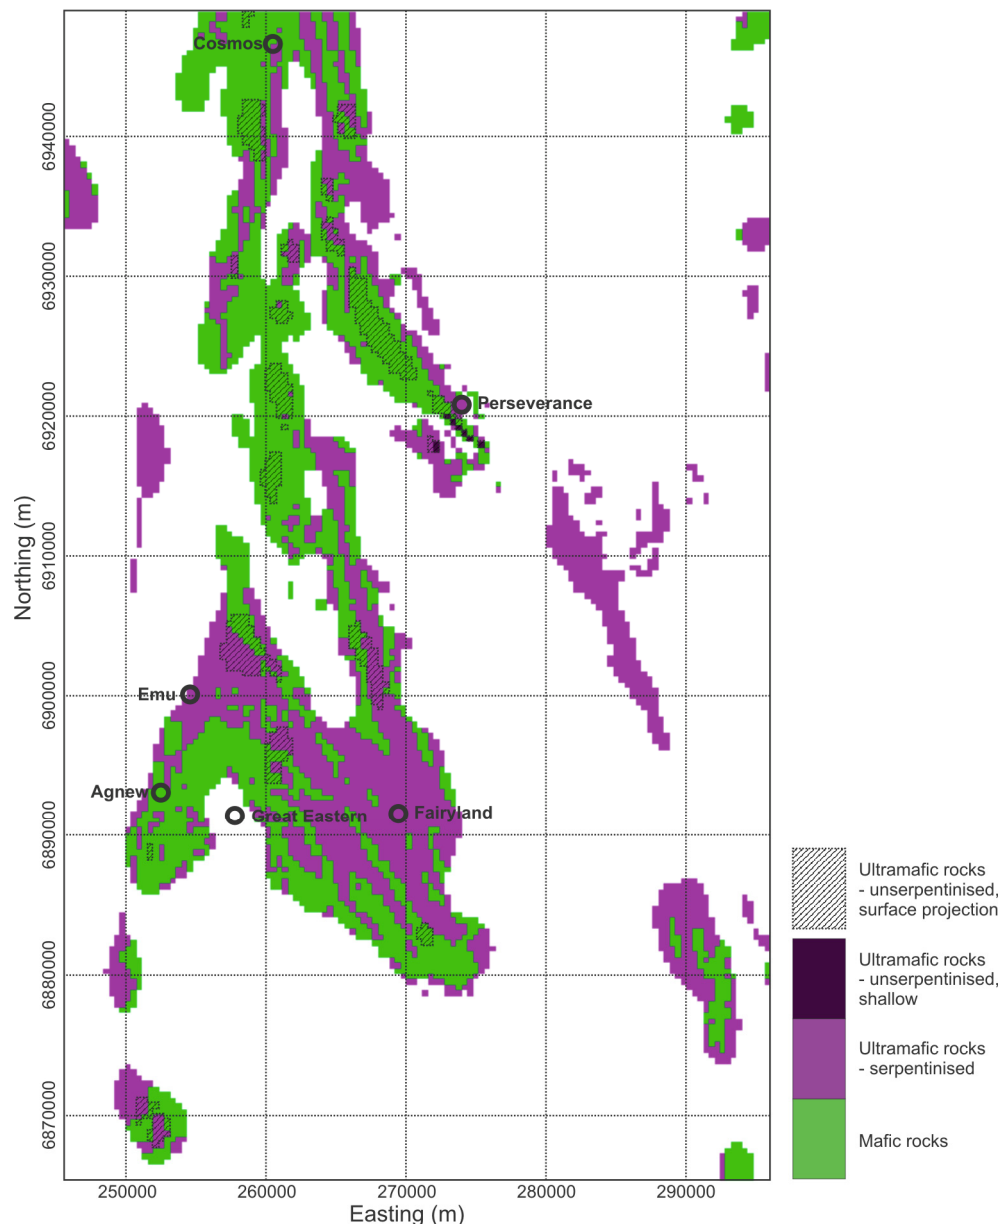 Cosmos
6940000
6930000
Perseverance
6920000
6910000
Northing (m)
6900000
Emu
Agnew
Great Eastern
Fairyland
6890000
6880000
6870000
250000
260000
270000
280000
290000
Easting (m)
Ultramafic rocks
- unserpentinised,
surface projection
Ultramafic rocks
- unserpentinised,
shallow
Ultramafic rocks
- serpentinised
Mafic rocks